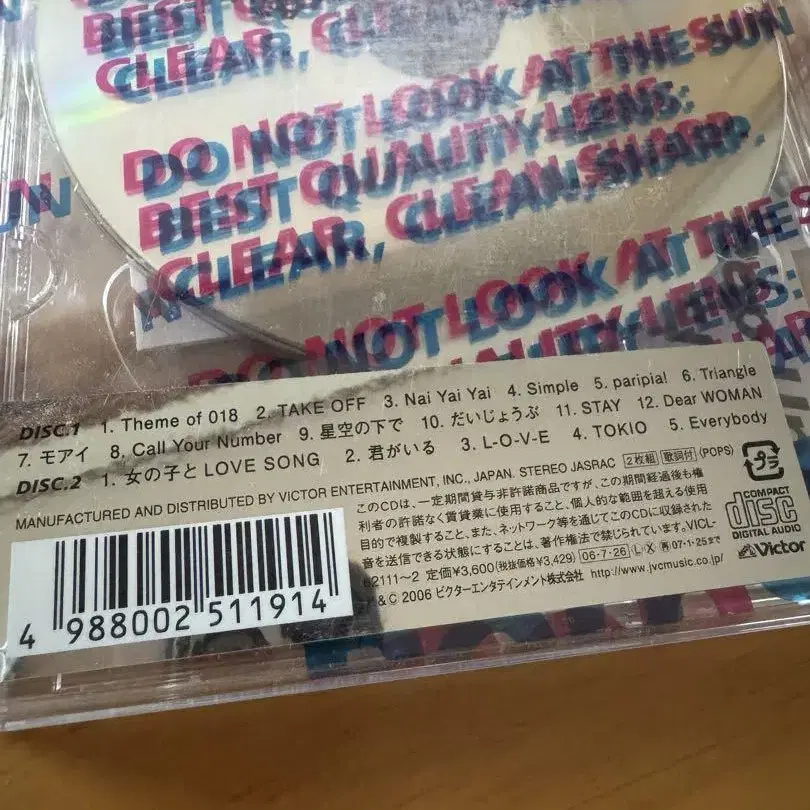 BEST QUALITY LENS:
CLEAR, CLEAN, SHARP.
DO NOT LOOK AT THE SUN
BEST QUALITY LENS:
CLEAR, CLEAN, SHARP.
DO NOT LOOK AT THE SUN
QUALITY LENS:
DISC.1 1. Theme of 018 2. TAKE OFF 3. Nai Yai Yai 4. Simple 5. paripia! 6. Triangle
7. モアイ 8. Call Your Number 9. 星空の下で 10. だいじょうぶ 11. STAY 12. Dear WOMAN
DISC.2 1. 女の子と LOVE SONG 2. 君がいる 3. L-O-V-E 4. TOKIO 5. Everybody
MANUFACTURED AND DISTRIBUTED BY VICTOR ENTERTAINMENT, INC., JAPAN. STEREO JASRAC 2枚組 歌詞付 (POPS)
このCDは、一定期間貸与非許諾商品ですが、この期間経過後も権
利者の許諾なく賃貸業に使用すること、個人的な範囲を超える使用
目的で複製すること、また、ネットワーク等を通じてこのCDに収録された
音を送信できる状態にすることは、著作権法で禁じられています。VICL-
62111~2 定価¥3,600(税抜価格¥3,429) 06・7・26 L X 再 07・1・25まで
℗&© 2006 ビクターエンタテインメント株式会社 http://www.jvcmusic.co.jp/
4 988002 511914
プラ
COMPACT
disc
DIGITAL AUDIO
Victor